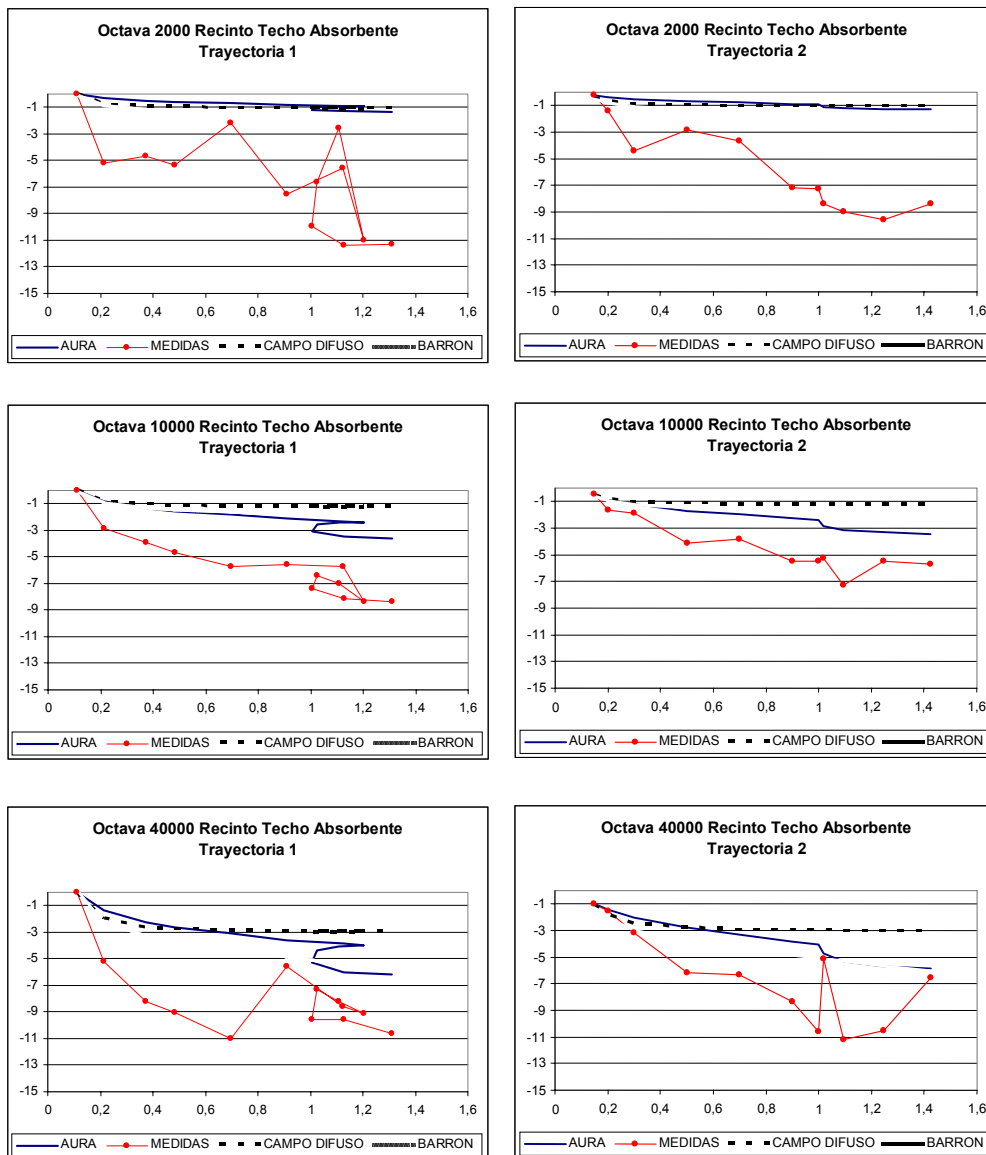 Octava 2000 Recinto Techo Absorbente
Trayectoria 1
-1
-3
-5
-7
-9
-11
-13
-15
0 0,2 0,4 0,6 0,8 1 1,2 1,4 1,6
AURA MEDIDAS CAMPO DIFUSO BARRON
Octava 2000 Recinto Techo Absorbente
Trayectoria 2
-1
-3
-5
-7
-9
-11
-13
-15
0 0,2 0,4 0,6 0,8 1 1,2 1,4 1,6
AURA MEDIDAS CAMPO DIFUSO BARRON
Octava 10000 Recinto Techo Absorbente
Trayectoria 1
-1
-3
-5
-7
-9
-11
-13
-15
0 0,2 0,4 0,6 0,8 1 1,2 1,4 1,6
AURA MEDIDAS CAMPO DIFUSO BARRON
Octava 10000 Recinto Techo Absorbente
Trayectoria 2
-1
-3
-5
-7
-9
-11
-13
-15
0 0,2 0,4 0,6 0,8 1 1,2 1,4 1,6
AURA MEDIDAS CAMPO DIFUSO BARRON
Octava 40000 Recinto Techo Absorbente
Trayectoria 1
-1
-3
-5
-7
-9
-11
-13
-15
0 0,2 0,4 0,6 0,8 1 1,2 1,4 1,6
AURA MEDIDAS CAMPO DIFUSO BARRON
Octava 40000 Recinto Techo Absorbente
Trayectoria 2
-1
-3
-5
-7
-9
-11
-13
-15
0 0,2 0,4 0,6 0,8 1 1,2 1,4 1,6
AURA MEDIDAS CAMPO DIFUSO BARRON